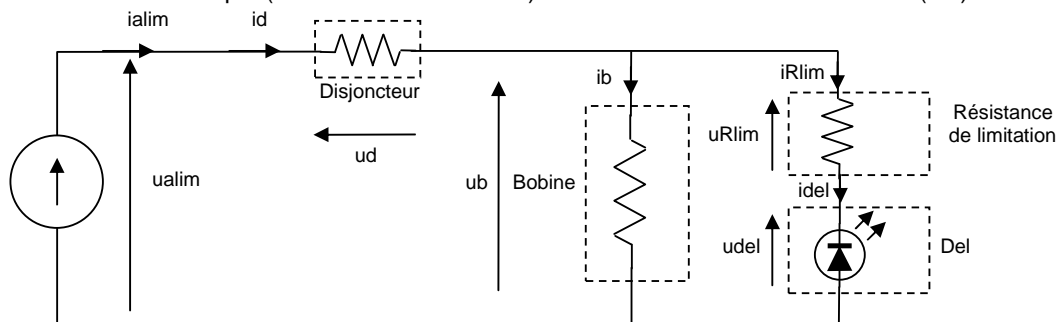 ialim
id
ib
iRlim
Disjoncteur
Résistance
de limitation
uRlim
ud
ualim
ub
Bobine
idel
udel
Del